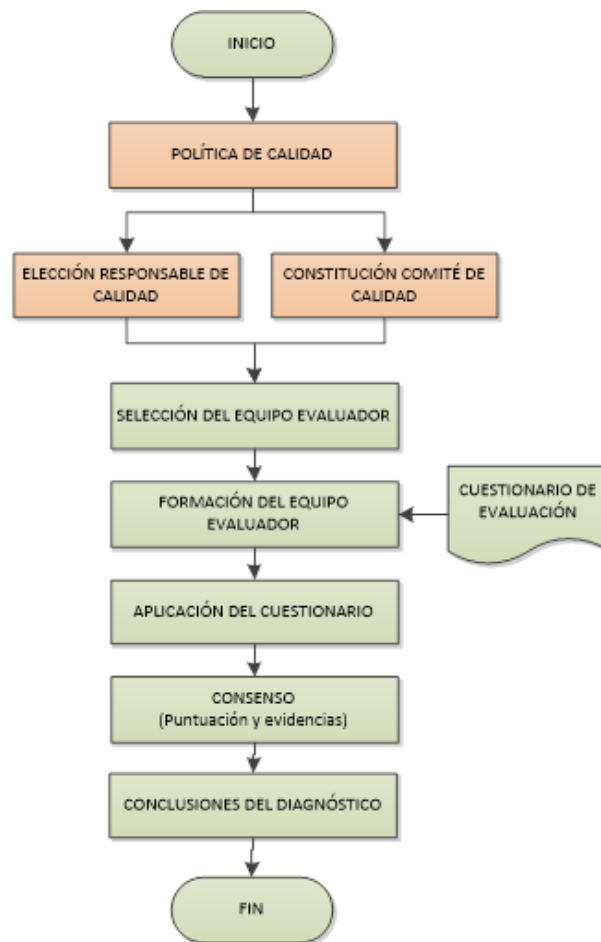 INICIO
POLÍTICA DE CALIDAD
ELECCIÓN RESPONSABLE DE
CALIDAD
CONSTITUCIÓN COMITÉ DE
CALIDAD
SELECCIÓN DEL EQUIPO EVALUADOR
FORMACIÓN DEL EQUIPO
EVALUADOR
CUESTIONARIO DE
EVALUACIÓN
APLICACIÓN DEL CUESTIONARIO
CONSENSO
(Puntuación y evidencias)
CONCLUSIONES DEL DIAGNÓSTICO
FIN